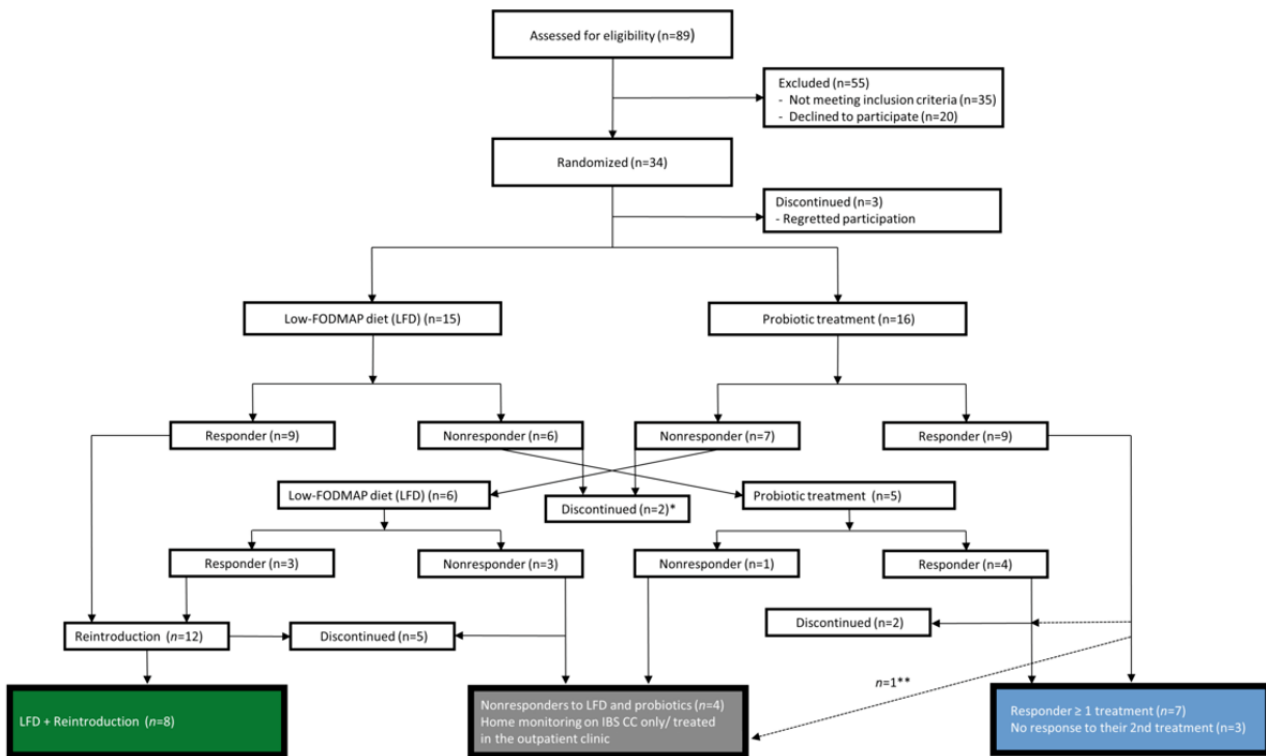 Assessed for eligibility (n=89)
Excluded (n=55)
- Not meeting inclusion criteria (n=35)
- Declined to participate (n=20)
Randomized (n=34)
Discontinued (n=3)
- Regretted participation
Low-FODMAP diet (LFD) (n=15)
Probiotic treatment (n=16)
Responder (n=9)
Nonresponder (n=6)
Nonresponder (n=7)
Responder (n=9)
Low-FODMAP diet (LFD) (n=6)
Discontinued (n=2)*
Probiotic treatment (n=5)
Responder (n=3)
Nonresponder (n=3)
Nonresponder (n=1)
Responder (n=4)
Reintroduction (n=12)
Discontinued (n=5)
Discontinued (n=2)
n=1**
LFD + Reintroduction (n=8)
Nonresponders to LFD and probiotics (n=4)
Home monitoring on IBS CC only/ treated
in the outpatient clinic
Responder ≥ 1 treatment (n=7)
No response to their 2nd treatment (n=3)